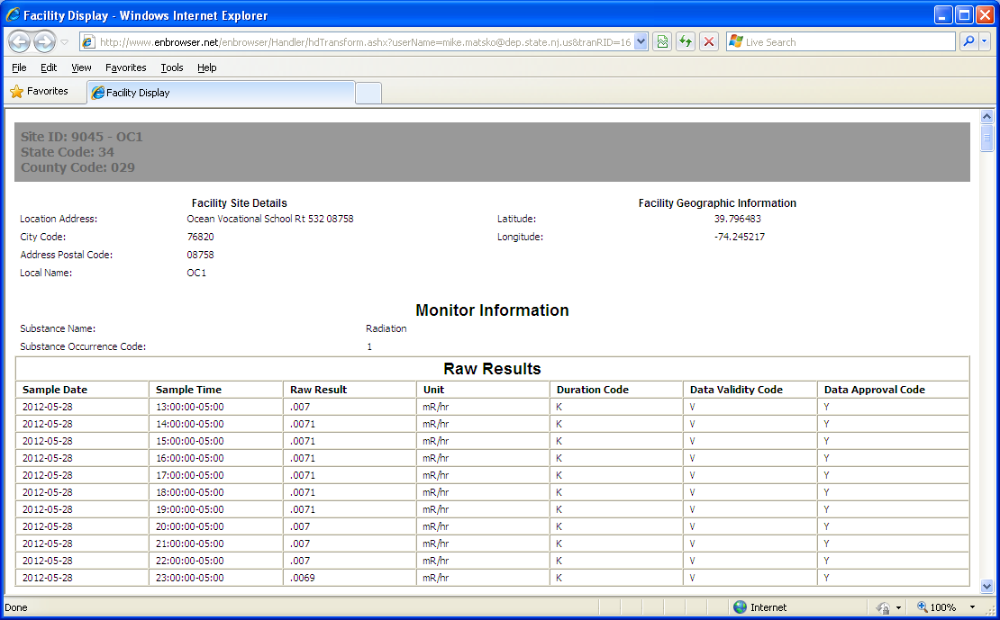 Facility Display - Windows Internet Explorer
http://www.enbrowser.net/enbrowser/Handler/hdTransform.ashx?userName=mike.matsko@dep.state.nj.us&tranRID=16
Live Search
File Edit View Favorites Tools Help
Favorites Facility Display
Site ID: 9045 - OC1
State Code: 34
County Code: 029
Facility Site Details Facility Geographic Information
Location Address: Ocean Vocational School Rt 532 08758 Latitude: 39.796483
City Code: 76820 Longitude: -74.245217
Address Postal Code: 08758
Local Name: OC1
Monitor Information
Substance Name: Radiation
Substance Occurrence Code: 1
Raw Results
Sample Date Sample Time Raw Result Unit Duration Code Data Validity Code Data Approval Code
2012-05-28 13:00:00-05:00 .007 mR/hr K V Y
2012-05-28 14:00:00-05:00 .0071 mR/hr K V Y
2012-05-28 15:00:00-05:00 .0071 mR/hr K V Y
2012-05-28 16:00:00-05:00 .0071 mR/hr K V Y
2012-05-28 17:00:00-05:00 .0071 mR/hr K V Y
2012-05-28 18:00:00-05:00 .0071 mR/hr K V Y
2012-05-28 19:00:00-05:00 .0071 mR/hr K V Y
2012-05-28 20:00:00-05:00 .007 mR/hr K V Y
2012-05-28 21:00:00-05:00 .007 mR/hr K V Y
2012-05-28 22:00:00-05:00 .007 mR/hr K V Y
2012-05-28 23:00:00-05:00 .0069 mR/hr K V Y
Done Internet 100%